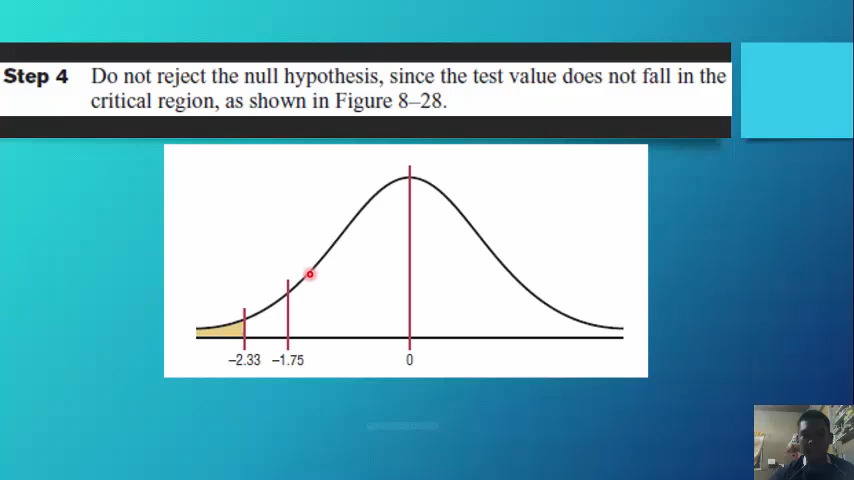 Step 4 Do not reject the null hypothesis, since the test value does not fall in the
critical region, as shown in Figure 8–28.
–2.33 –1.75 0